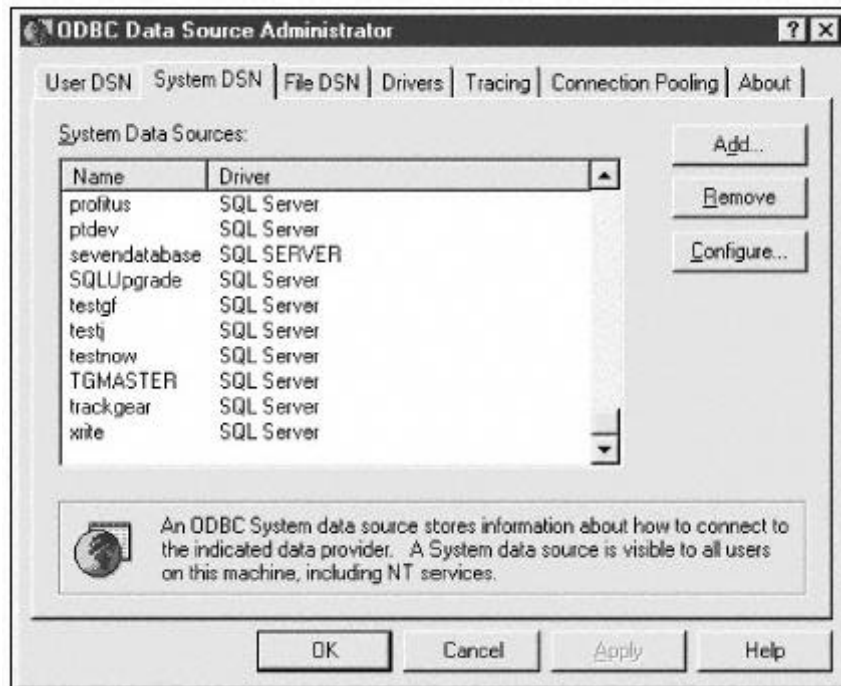 ODBC Data Source Administrator
User DSN System DSN File DSN Drivers Tracing Connection Pooling About
System Data Sources:
Name Driver
profitus SQL Server
ptdev SQL Server
sevendatabase SQL SERVER
SQLUpgrade SQL Server
testgf SQL Server
testj SQL Server
testnow SQL Server
TGMASTER SQL Server
trackgear SQL Server
xrite SQL Server
Add...
Remove
Configure...
An ODBC System data source stores information about how to connect to
the indicated data provider. A System data source is visible to all users
on this machine, including NT services.
OK Cancel Apply Help